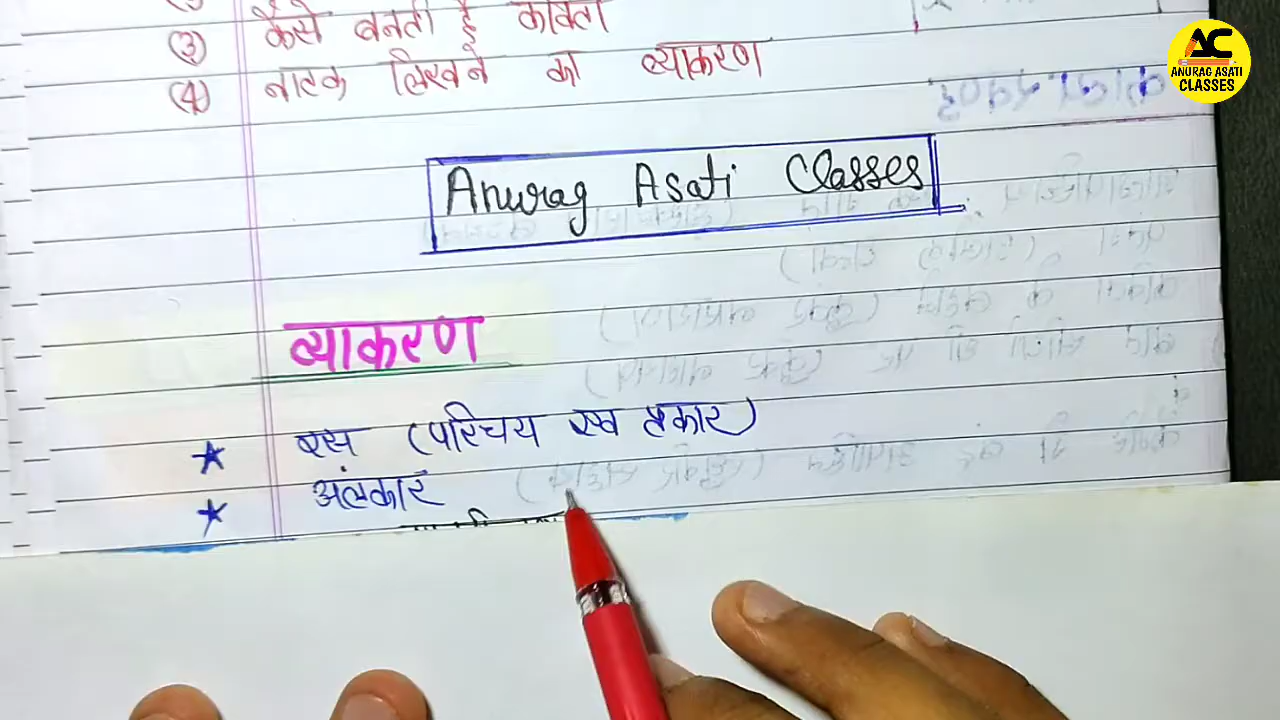 (3) कैसे बनती है कविता
(4) नाटक लिखने का व्याकरण
AC
ANURAG ASATI
CLASSES
Anurag Asati Classes
व्याकरण
★ रस (परिचय एवं प्रकार)
★ अंलकार